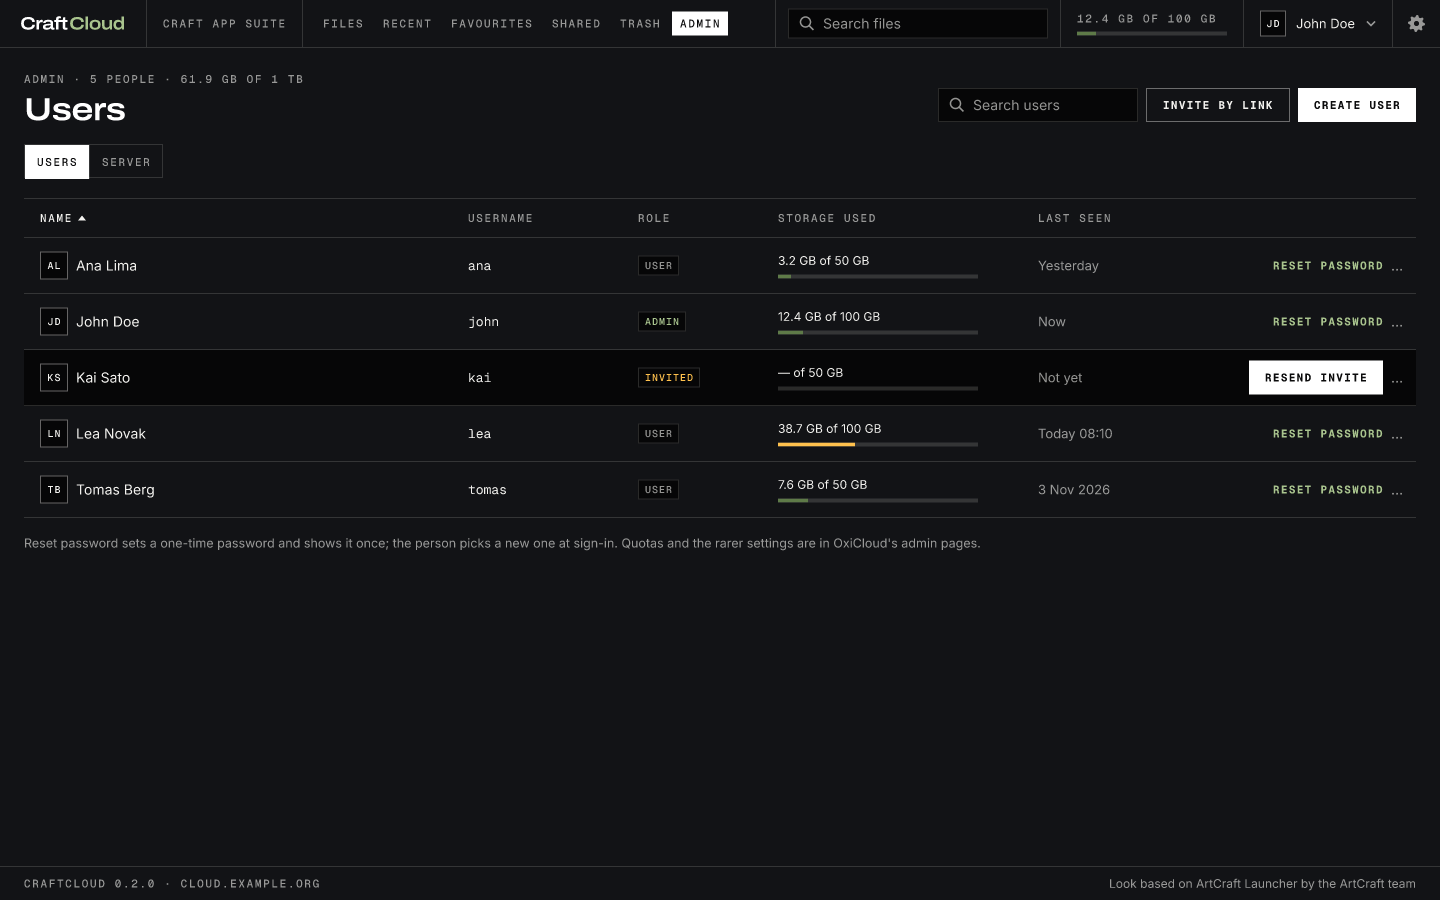 CraftCloud
CRAFT APP SUITE
FILES RECENT FAVOURITES SHARED TRASH ADMIN
Search files
12.4 GB OF 100 GB
JD John Doe
ADMIN · 5 PEOPLE · 61.9 GB OF 1 TB
Users
Search users
INVITE BY LINK
CREATE USER
USERS SERVER
NAME USERNAME ROLE STORAGE USED LAST SEEN
AL Ana Lima ana USER 3.2 GB of 50 GB Yesterday RESET PASSWORD ...
JD John Doe john ADMIN 12.4 GB of 100 GB Now RESET PASSWORD ...
KS Kai Sato kai INVITED — of 50 GB Not yet RESEND INVITE ...
LN Lea Novak lea USER 38.7 GB of 100 GB Today 08:10 RESET PASSWORD ...
TB Tomas Berg tomas USER 7.6 GB of 50 GB 3 Nov 2026 RESET PASSWORD ...
Reset password sets a one-time password and shows it once; the person picks a new one at sign-in. Quotas and the rarer settings are in OxiCloud's admin pages.
CRAFTCLOUD 0.2.0 · CLOUD.EXAMPLE.ORG
Look based on ArtCraft Launcher by the ArtCraft team